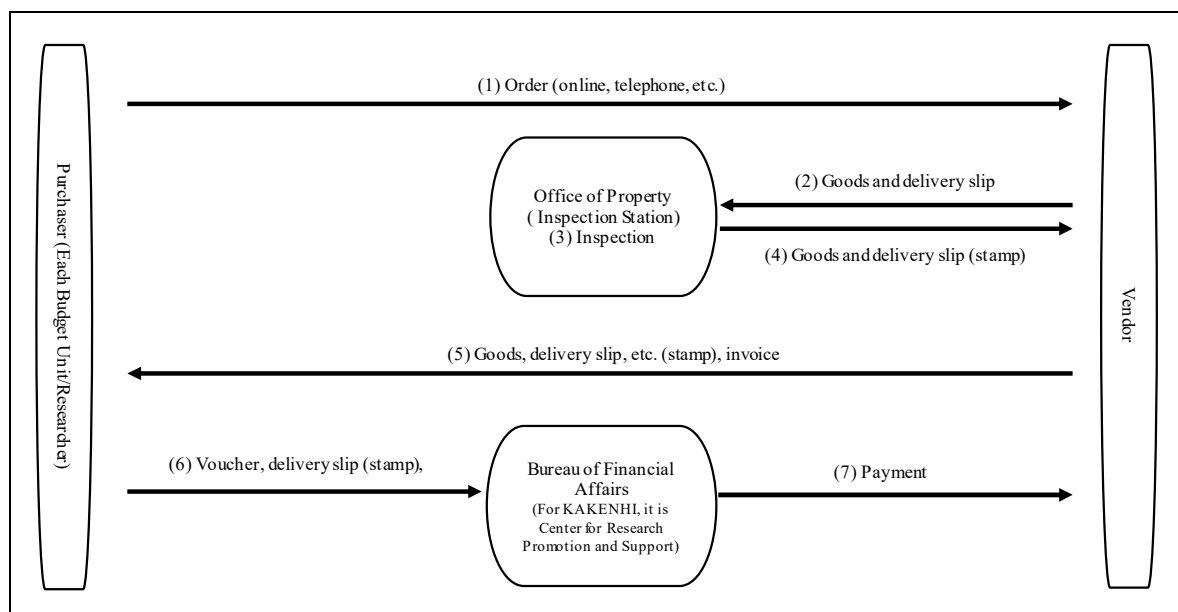 (1) Order (online, telephone, etc.)
Purchaser (Each Budget Unit/Researcher)
Office of Property
( Inspection Station)
(3) Inspection
(2) Goods and delivery slip
(4) Goods and delivery slip (stamp)
Vendor
(5) Goods, delivery slip, etc. (stamp), invoice
(6) Voucher, delivery slip (stamp),
Bureau of Financial
Affairs
(For KAKENHI, it is
Center for Research
Promotion and Support)
(7) Payment